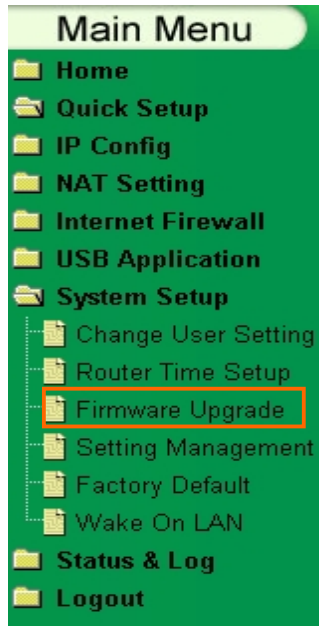 Main Menu
Home
Quick Setup
IP Config
NAT Setting
Internet Firewall
USB Application
System Setup
Change User Setting
Router Time Setup
Firmware Upgrade
Setting Management
Factory Default
Wake On LAN
Status & Log
Logout